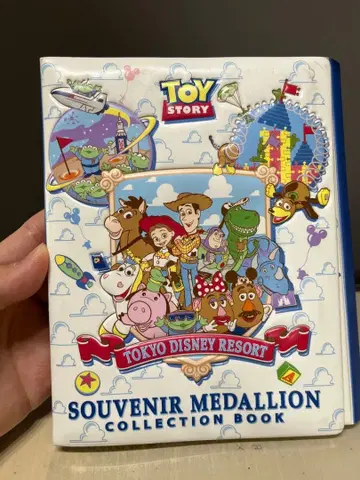 TOY
STORY
TOKYO DISNEY RESORT
SOUVENIR MEDALLION
COLLECTION BOOK